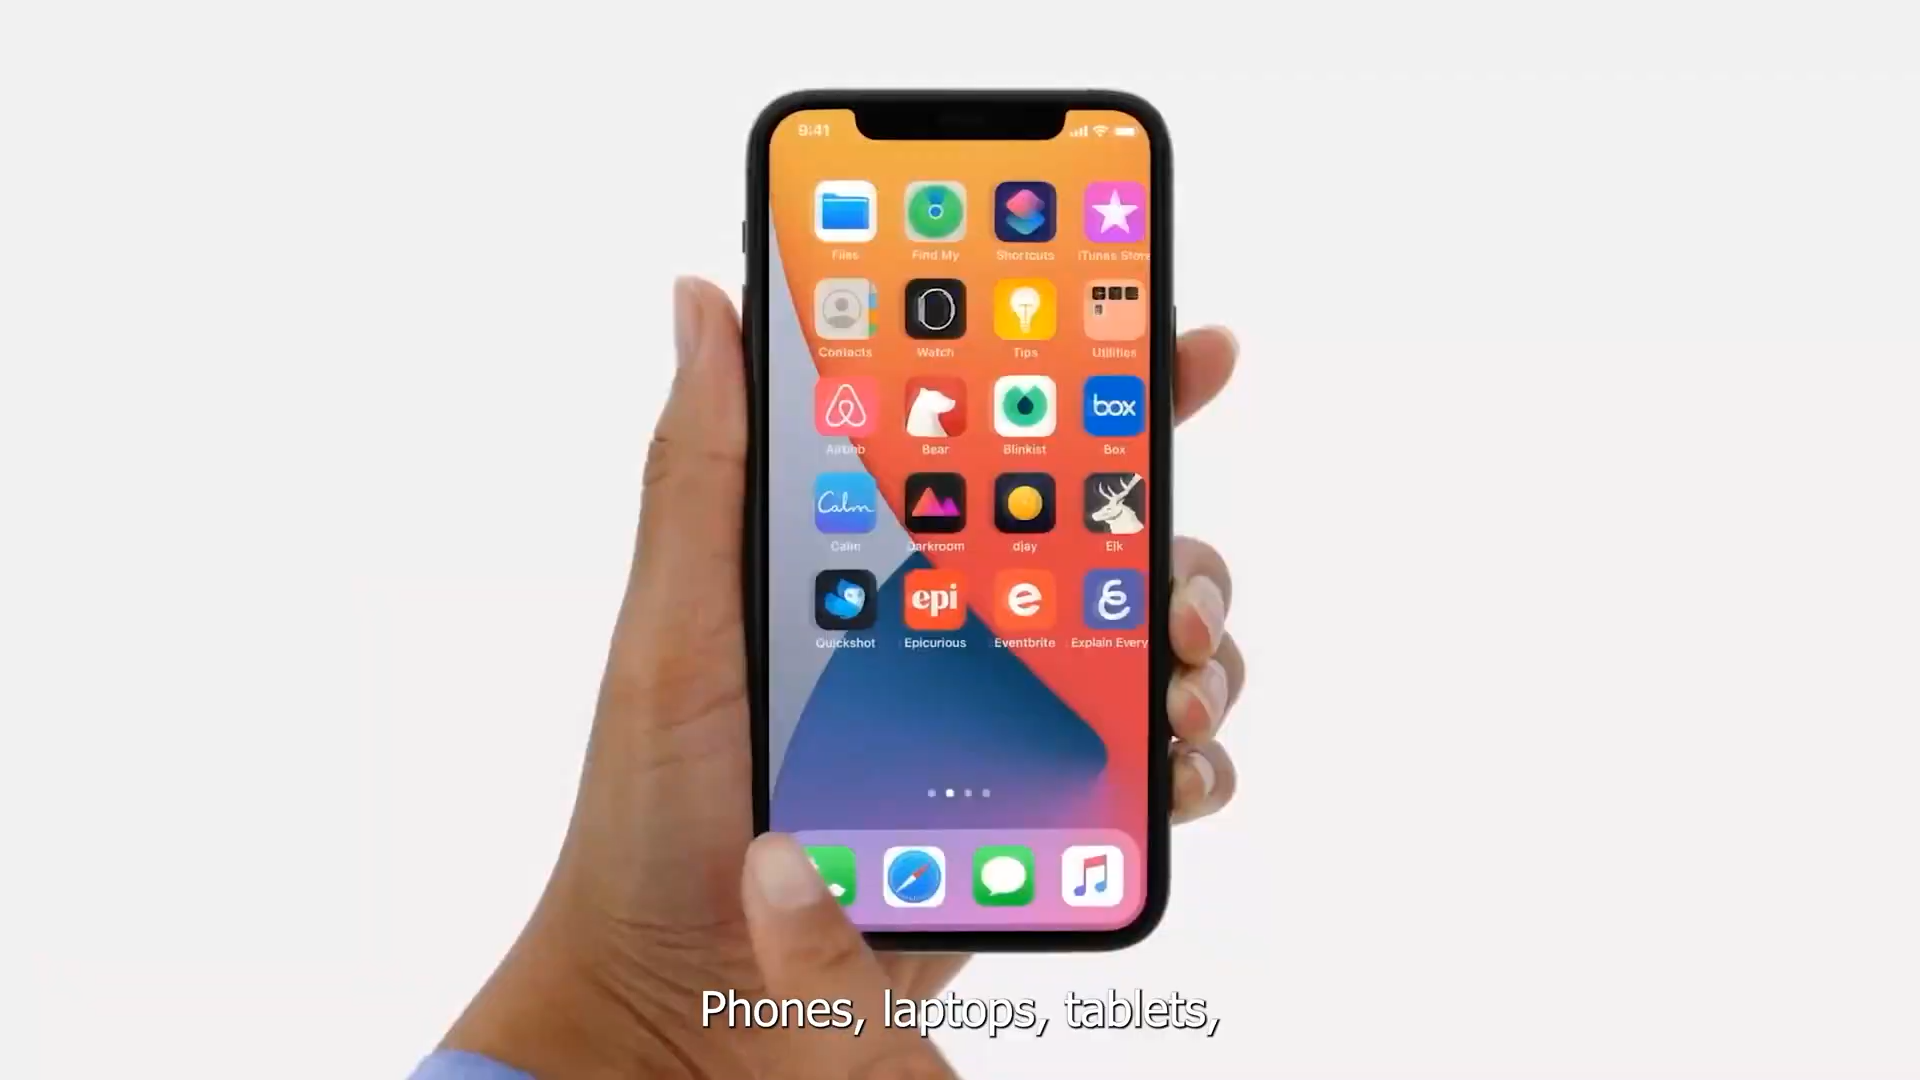 9:41
Files Find My Shortcuts iTunes Store
Contacts Watch Tips Utilities
box
Airbnb Bear Blinkist Box
Calm
Calm Darkroom djay Elk
epi e
Quickshot Epicurious Eventbrite Explain Every
Phones, laptops, tablets,